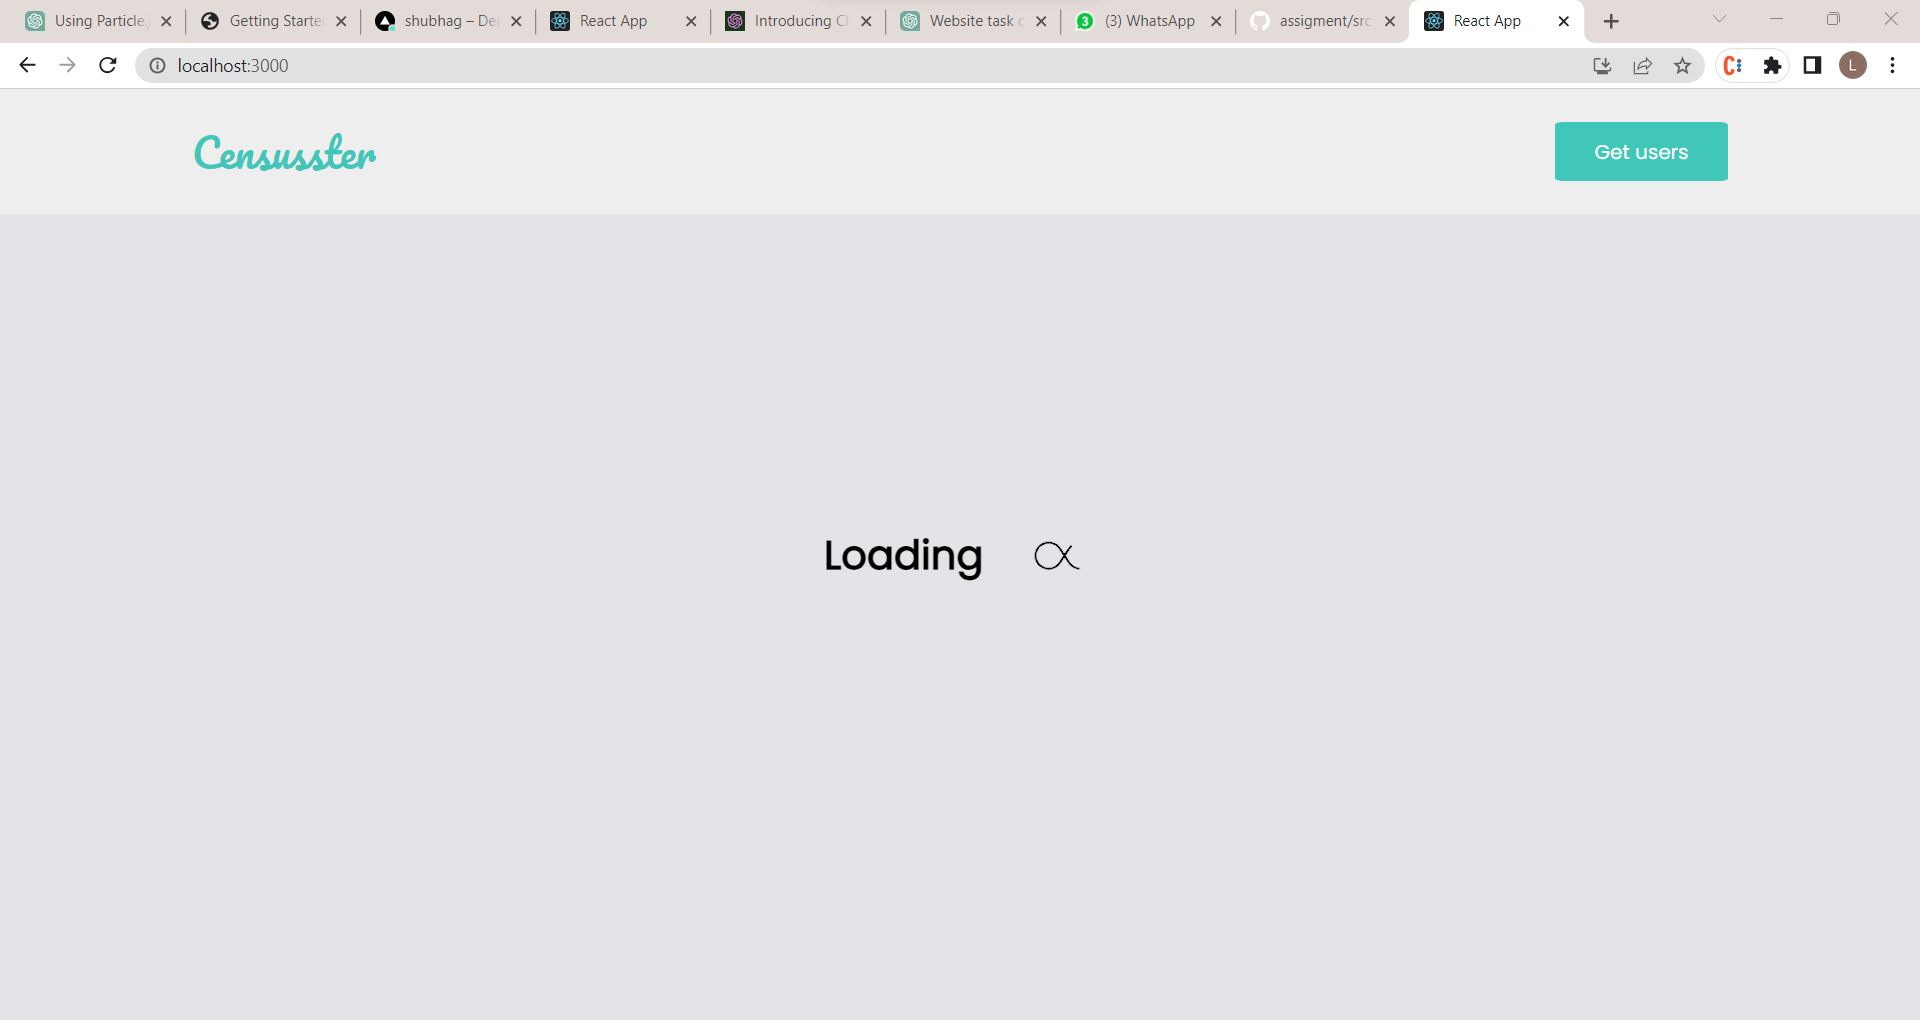 Using Particle.j
Getting Starte
shubhag – De
React App
Introducing C
Website task c
3 (3) WhatsApp
assigment/src
React App
localhost:3000
L
Censusster
Get users
Loading